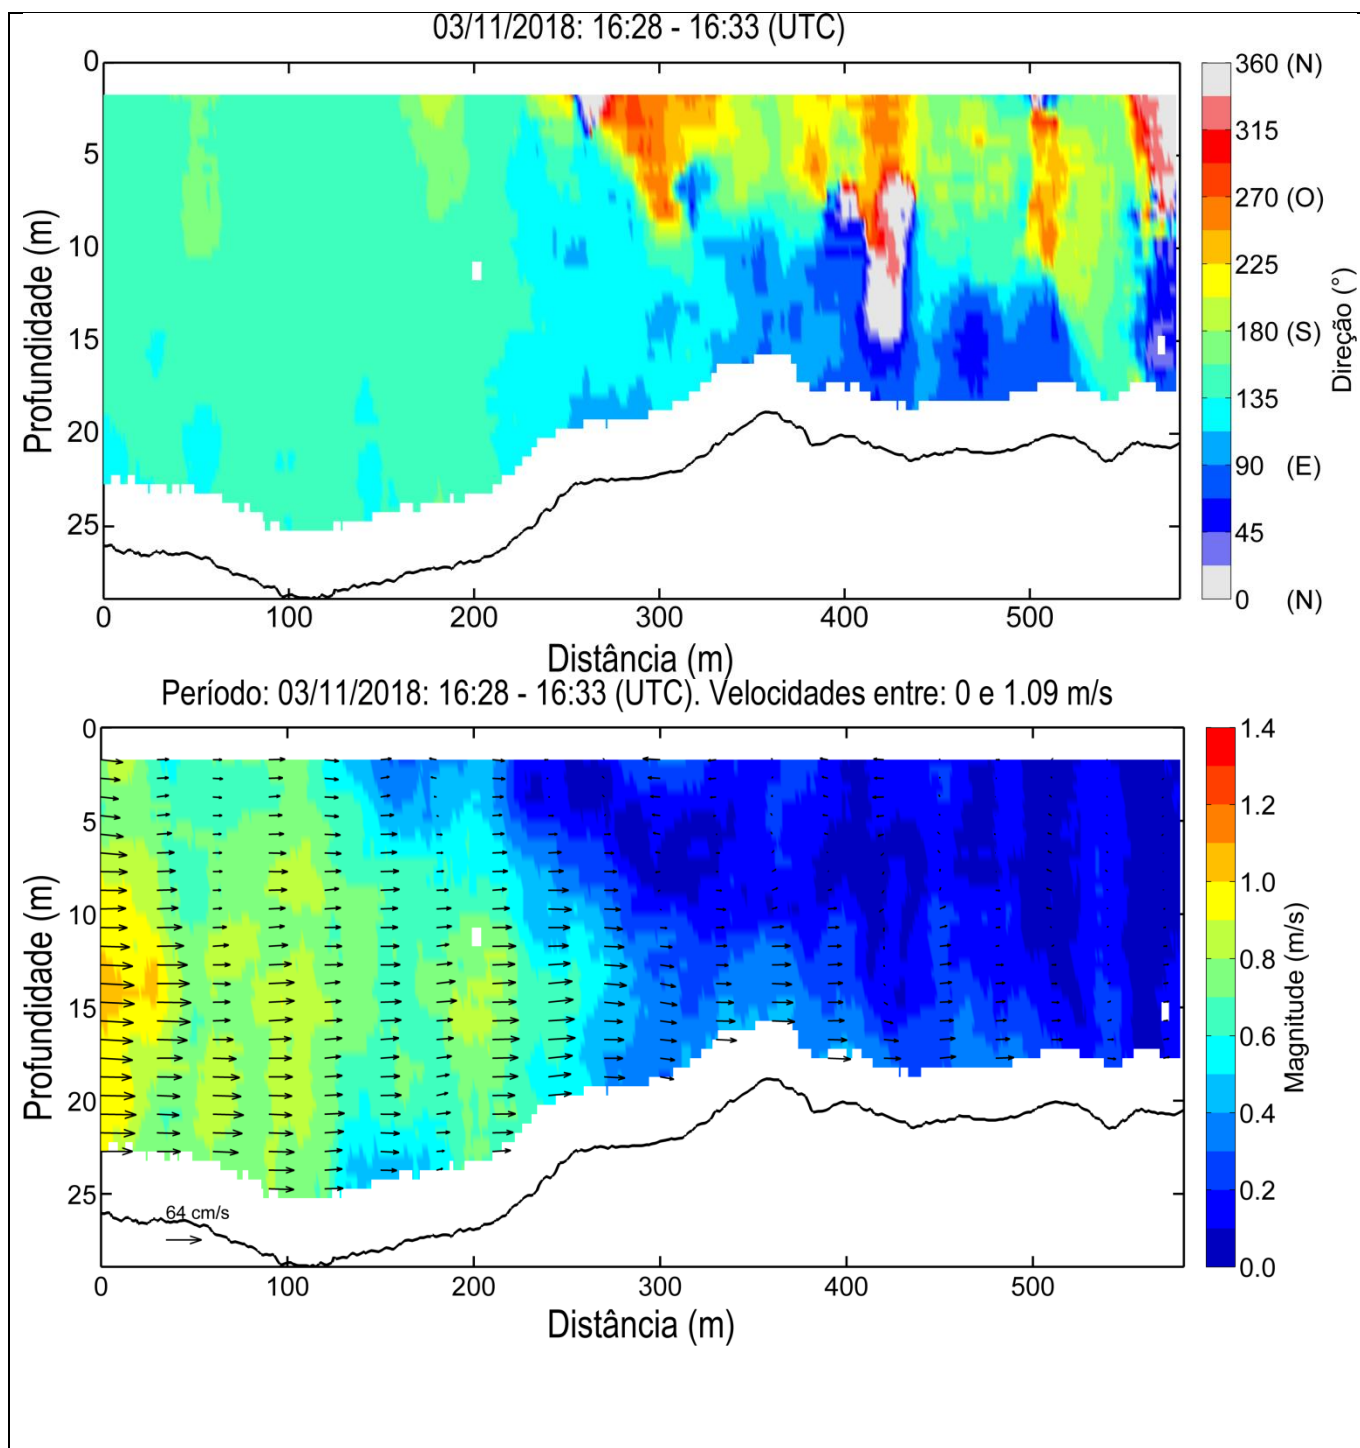 03/11/2018: 16:28 - 16:33 (UTC)
0
5
10
15
20
25
Profundidade (m)
0
100
200
300
400
500
Distância (m)
360 (N)
315
270 (O)
225
180 (S)
135
90 (E)
45
0 (N)
Direção (°)
Período: 03/11/2018: 16:28 - 16:33 (UTC). Velocidades entre: 0 e 1.09 m/s
0
5
10
15
20
25
Profundidade (m)
64 cm/s
0
100
200
300
400
500
Distância (m)
1.4
1.2
1.0
0.8
0.6
0.4
0.2
0.0
Magnitude (m/s)